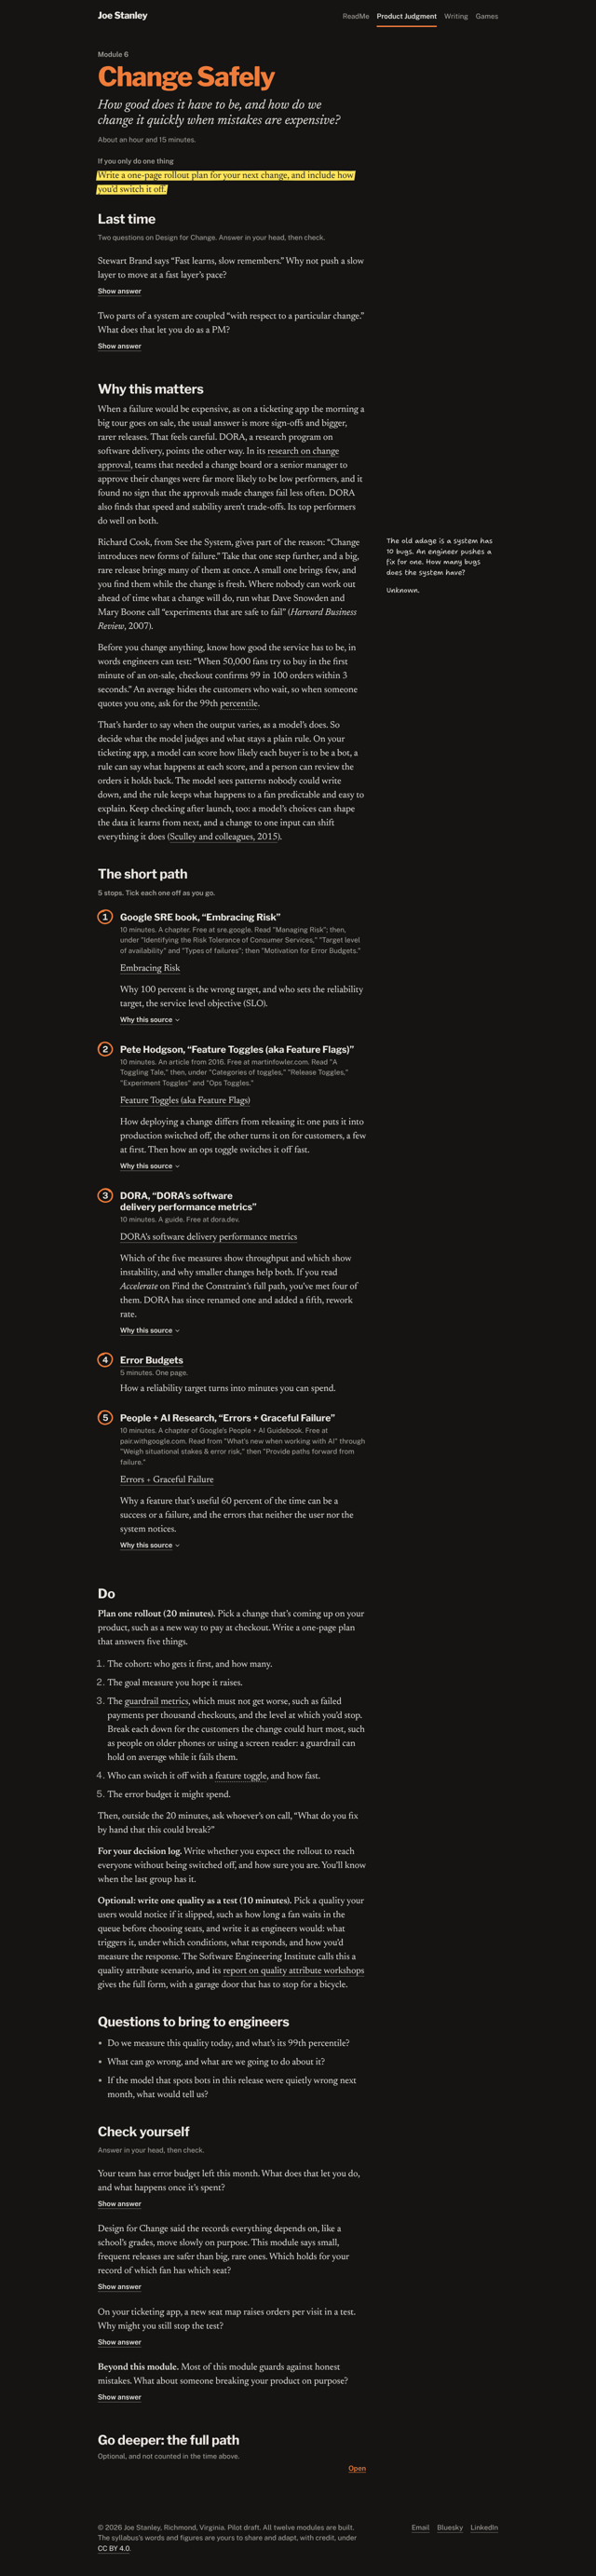 Joe Stanley
ReadMe Product Judgment Writing Games
Module 6
Change Safely
How good does it have to be, and how do we
change it quickly when mistakes are expensive?
About an hour and 15 minutes.
If you only do one thing
Write a one-page rollout plan for your next change, and include how
you’d switch it off.
Last time
Two questions on Design for Change. Answer in your head, then check.
Stewart Brand says “Fast learns, slow remembers.” Why not push a slow
layer to move at a fast layer’s pace?
Show answer
Two parts of a system are coupled “with respect to a particular change.”
What does that let you do as a PM?
Show answer
Why this matters
When a failure would be expensive, as on a ticketing app the morning a
big tour goes on sale, the usual answer is more sign-offs and bigger,
rarer releases. That feels careful. DORA, a research program on
software delivery, points the other way. In its research on change
approval, teams that needed a change board or a senior manager to
approve their changes were far more likely to be low performers, and it
found no sign that the approvals made changes fail less often. DORA
also finds that speed and stability aren’t trade-offs. Its top performers
do well on both.
Richard Cook, from See the System, gives part of the reason: “Change
introduces new forms of failure.” Take that one step further, and a big,
rare release brings many of them at once. A small one brings few, and
you find them while the change is fresh. Where nobody can work out
ahead of time what a change will do, run what Dave Snowden and
Mary Boone call “experiments that are safe to fail” (Harvard Business
Review, 2007).
The old adage is a system has
10 bugs. An engineer pushes a
fix for one. How many bugs
does the system have?
Unknown.
Before you change anything, know how good the service has to be, in
words engineers can test: “When 50,000 fans try to buy in the first
minute of an on-sale, checkout confirms 99 in 100 orders within 3
seconds.” An average hides the customers who wait, so when someone
quotes you one, ask for the 99th percentile.
That’s harder to say when the output varies, as a model’s does. So
decide what the model judges and what stays a plain rule. On your
ticketing app, a model can score how likely each buyer is to be a bot, a
rule can say what happens at each score, and a person can review the
orders it holds back. The model sees patterns nobody could write
down, and the rule keeps what happens to a fan predictable and easy to
explain. Keep checking after launch, too: a model’s choices can shape
the data it learns from next, and a change to one input can shift
everything it does (Sculley and colleagues, 2015).
The short path
5 stops. Tick each one off as you go.
1
Google SRE book, “Embracing Risk”
10 minutes. A chapter. Free at sre.google. Read "Managing Risk"; then,
under "Identifying the Risk Tolerance of Consumer Services," "Target level
of availability" and "Types of failures"; then "Motivation for Error Budgets."
Embracing Risk
Why 100 percent is the wrong target, and who sets the reliability
target, the service level objective (SLO).
Why this source
2
Pete Hodgson, “Feature Toggles (aka Feature Flags)”
10 minutes. An article from 2016. Free at martinfowler.com. Read "A
Toggling Tale," then, under "Categories of toggles," "Release Toggles,"
"Experiment Toggles" and "Ops Toggles."
Feature Toggles (aka Feature Flags)
How deploying a change differs from releasing it: one puts it into
production switched off, the other turns it on for customers, a few
at first. Then how an ops toggle switches it off fast.
Why this source
3
DORA, “DORA’s software
delivery performance metrics”
10 minutes. A guide. Free at dora.dev.
DORA’s software delivery performance metrics
Which of the five measures show throughput and which show
instability, and why smaller changes help both. If you read
Accelerate on Find the Constraint’s full path, you’ve met four of
them. DORA has since renamed one and added a fifth, rework
rate.
Why this source
4
Error Budgets
5 minutes. One page.
How a reliability target turns into minutes you can spend.
5
People + AI Research, “Errors + Graceful Failure”
10 minutes. A chapter of Google's People + AI Guidebook. Free at
pair.withgoogle.com. Read from "What's new when working with AI" through
"Weigh situational stakes & error risk," then "Provide paths forward from
failure."
Errors + Graceful Failure
Why a feature that’s useful 60 percent of the time can be a
success or a failure, and the errors that neither the user nor the
system notices.
Why this source
Do
Plan one rollout (20 minutes). Pick a change that’s coming up on your
product, such as a new way to pay at checkout. Write a one-page plan
that answers five things.
1. The cohort: who gets it first, and how many.
2. The goal measure you hope it raises.
3. The guardrail metrics, which must not get worse, such as failed
payments per thousand checkouts, and the level at which you’d stop.
Break each down for the customers the change could hurt most, such
as people on older phones or using a screen reader: a guardrail can
hold on average while it fails them.
4. Who can switch it off with a feature toggle, and how fast.
5. The error budget it might spend.
Then, outside the 20 minutes, ask whoever’s on call, “What do you fix
by hand that this could break?”
For your decision log. Write whether you expect the rollout to reach
everyone without being switched off, and how sure you are. You’ll know
when the last group has it.
Optional: write one quality as a test (10 minutes). Pick a quality your
users would notice if it slipped, such as how long a fan waits in the
queue before choosing seats, and write it as engineers would: what
triggers it, under which conditions, what responds, and how you’d
measure the response. The Software Engineering Institute calls this a
quality attribute scenario, and its report on quality attribute workshops
gives the full form, with a garage door that has to stop for a bicycle.
Questions to bring to engineers
• Do we measure this quality today, and what’s its 99th percentile?
• What can go wrong, and what are we going to do about it?
• If the model that spots bots in this release were quietly wrong next
month, what would tell us?
Check yourself
Answer in your head, then check.
Your team has error budget left this month. What does that let you do,
and what happens once it’s spent?
Show answer
Design for Change said the records everything depends on, like a
school’s grades, move slowly on purpose. This module says small,
frequent releases are safer than big, rare ones. Which holds for your
record of which fan has which seat?
Show answer
On your ticketing app, a new seat map raises orders per visit in a test.
Why might you still stop the test?
Show answer
Beyond this module. Most of this module guards against honest
mistakes. What about someone breaking your product on purpose?
Show answer
Go deeper: the full path
Optional, and not counted in the time above.
Open
© 2026 Joe Stanley, Richmond, Virginia. Pilot draft. All twelve modules are built.
The syllabus’s words and figures are yours to share and adapt, with credit, under
CC BY 4.0.
Email Bluesky LinkedIn